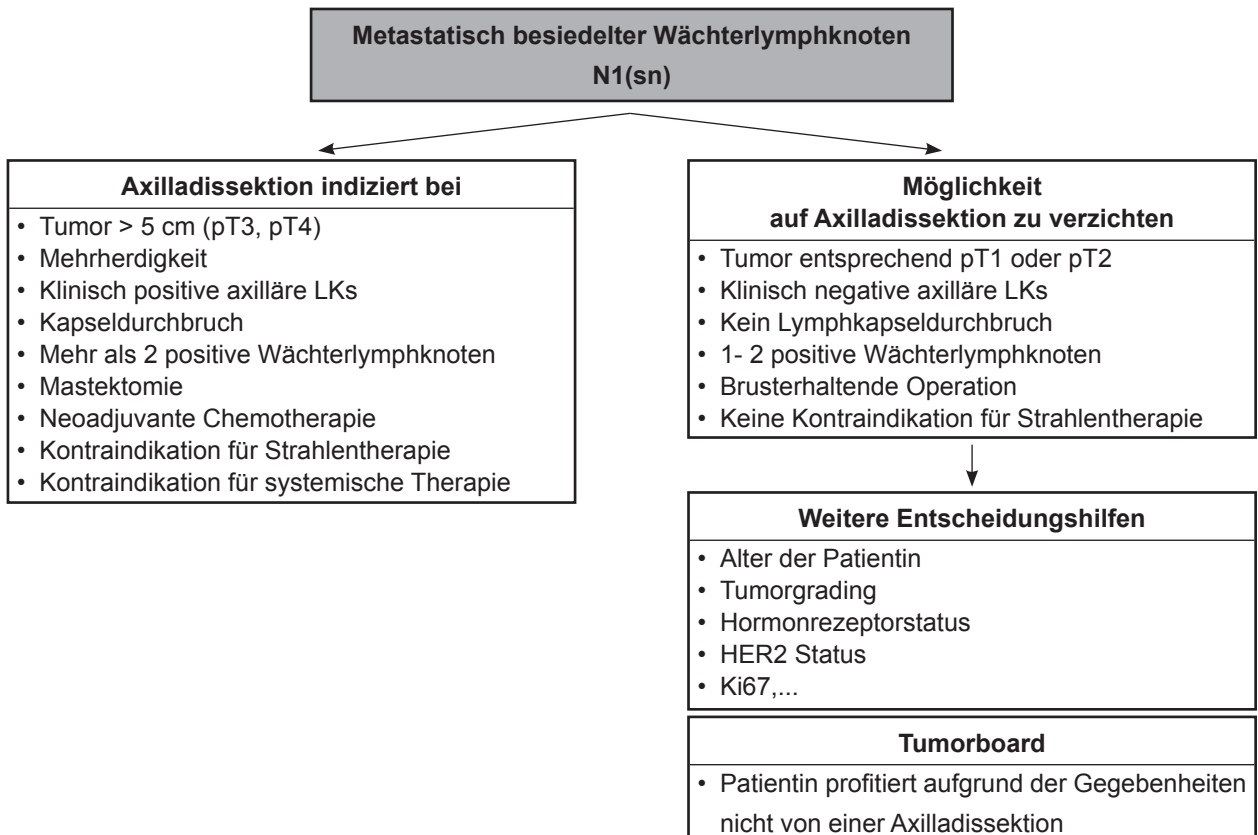 Metastatisch besiedelter Wächterlymphknoten
N1(sn)
Axilladissektion indiziert bei
• Tumor > 5 cm (pT3, pT4)
• Mehrherdigkeit
• Klinisch positive axilläre LKs
• Kapseldurchbruch
• Mehr als 2 positive Wächterlymphknoten
• Mastektomie
• Neoadjuvante Chemotherapie
• Kontraindikation für Strahlentherapie
• Kontraindikation für systemische Therapie
Möglichkeit
auf Axilladissektion zu verzichten
• Tumor entsprechend pT1 oder pT2
• Klinisch negative axilläre LKs
• Kein Lymphkapseldurchbruch
• 1- 2 positive Wächterlymphknoten
• Brusterhaltende Operation
• Keine Kontraindikation für Strahlentherapie
Weitere Entscheidungshilfen
• Alter der Patientin
• Tumorgrading
• Hormonrezeptorstatus
• HER2 Status
• Ki67,...
Tumorboard
• Patientin profitiert aufgrund der Gegebenheiten
nicht von einer Axilladissektion